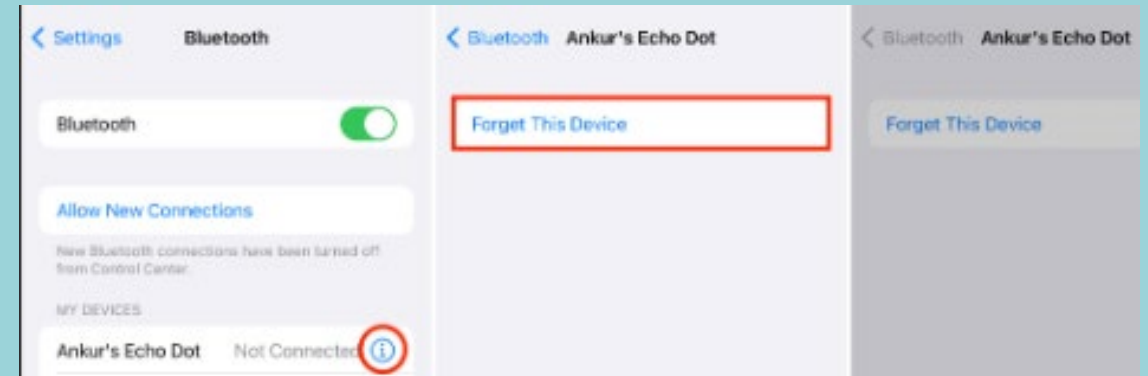 Settings Bluetooth
Bluetooth
Allow New Connections
New Bluetooth connections have been turned off
from Control Center.
MY DEVICES
Ankur's Echo Dot Not Connected
Bluetooth Ankur's Echo Dot
Forget This Device
Bluetooth Ankur's Echo Dot
Forget This Device